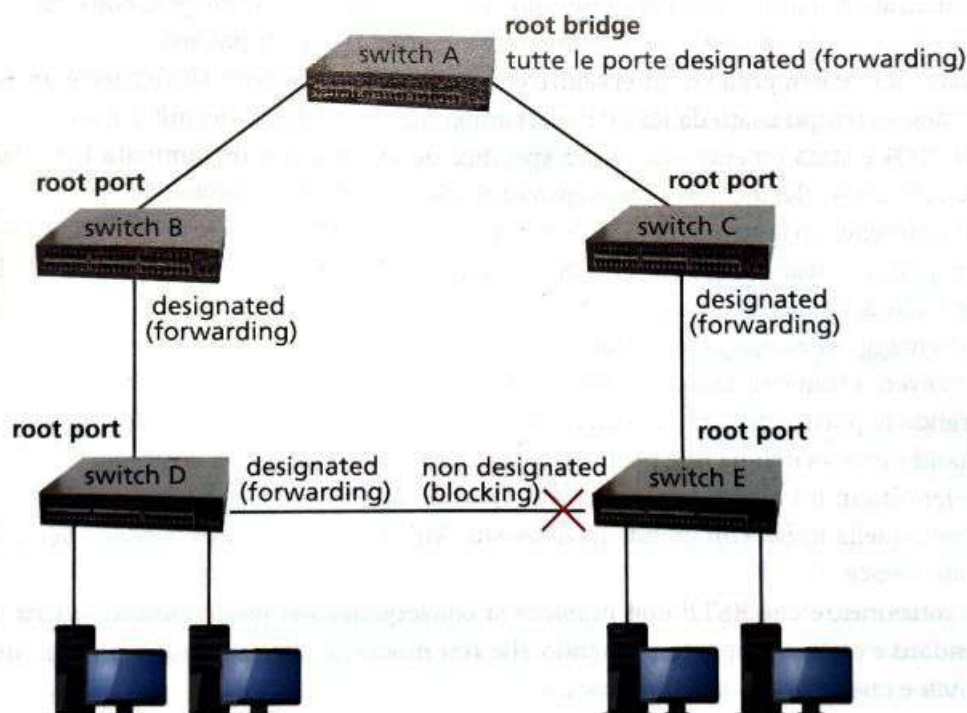 root bridge
switch A
tutte le porte designated (forwarding)
root port
root port
switch B
switch C
designated
(forwarding)
designated
(forwarding)
root port
root port
switch D
designated
(forwarding)
non designated
(blocking)
switch E